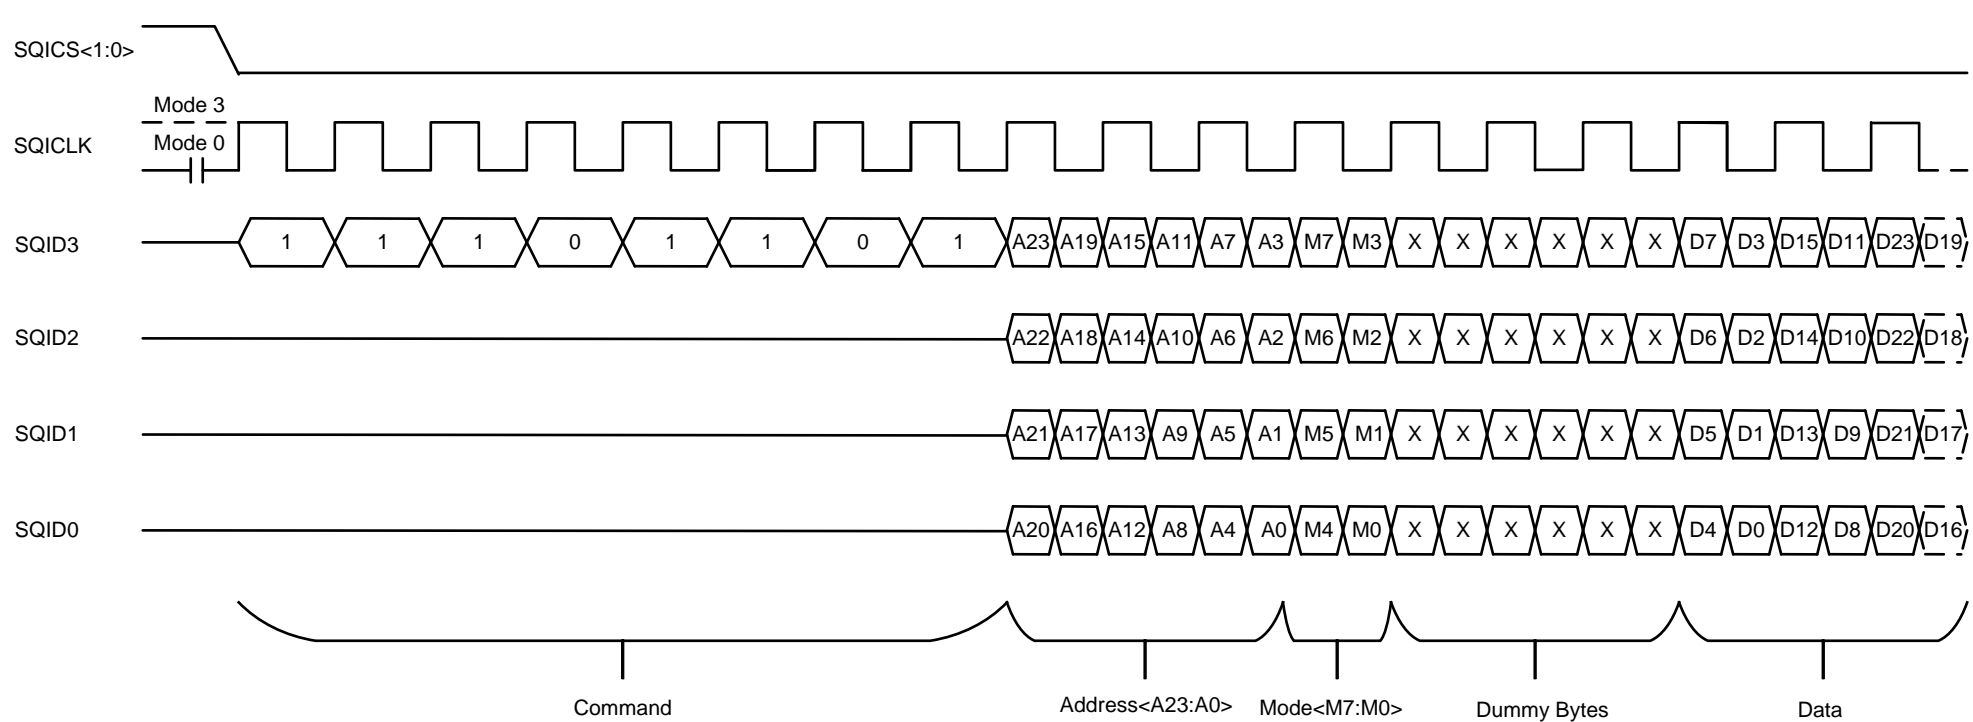 SQICS<1:0>
Mode 3
SQICLK Mode 0
SQID3 1 1 1 0 1 1 0 1 A23 A19 A15 A11 A7 A3 M7 M3 X X X X X X D7 D3 D15 D11 D23 D19
SQID2 A22 A18 A14 A10 A6 A2 M6 M2 X X X X X X D6 D2 D14 D10 D22 D18
SQID1 A21 A17 A13 A9 A5 A1 M5 M1 X X X X X X D5 D1 D13 D9 D21 D17
SQID0 A20 A16 A12 A8 A4 A0 M4 M0 X X X X X X D4 D0 D12 D8 D20 D16
Command Address<A23:A0> Mode<M7:M0> Dummy Bytes Data